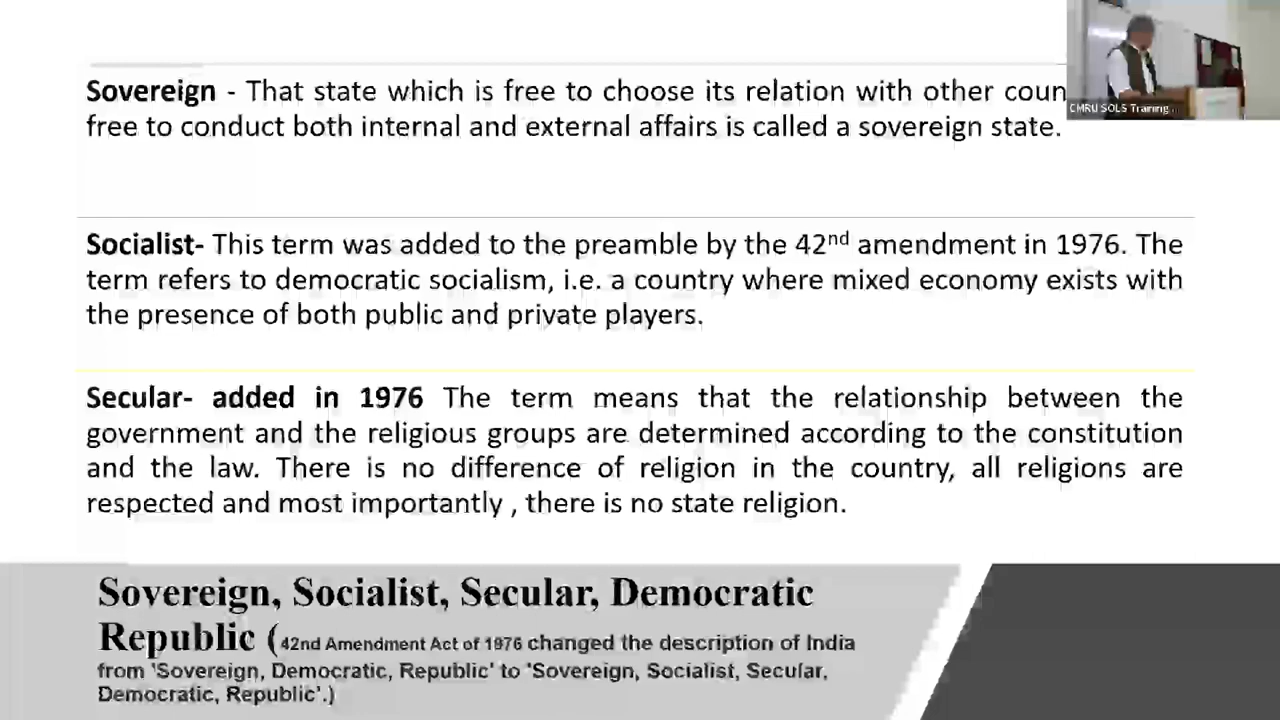 Sovereign - That state which is free to choose its relation with other coun
free to conduct both internal and external affairs is called a sovereign state.
CMRU SOLS Training...
Socialist- This term was added to the preamble by the 42nd amendment in 1976. The
term refers to democratic socialism, i.e. a country where mixed economy exists with
the presence of both public and private players.
Secular- added in 1976 The term means that the relationship between the
government and the religious groups are determined according to the constitution
and the law. There is no difference of religion in the country, all religions are
respected and most importantly , there is no state religion.
Sovereign, Socialist, Secular, Democratic
Republic (42nd Amendment Act of 1976 changed the description of India
from 'Sovereign, Democratic, Republic' to 'Sovereign, Socialist, Secular,
Democratic, Republic'.)